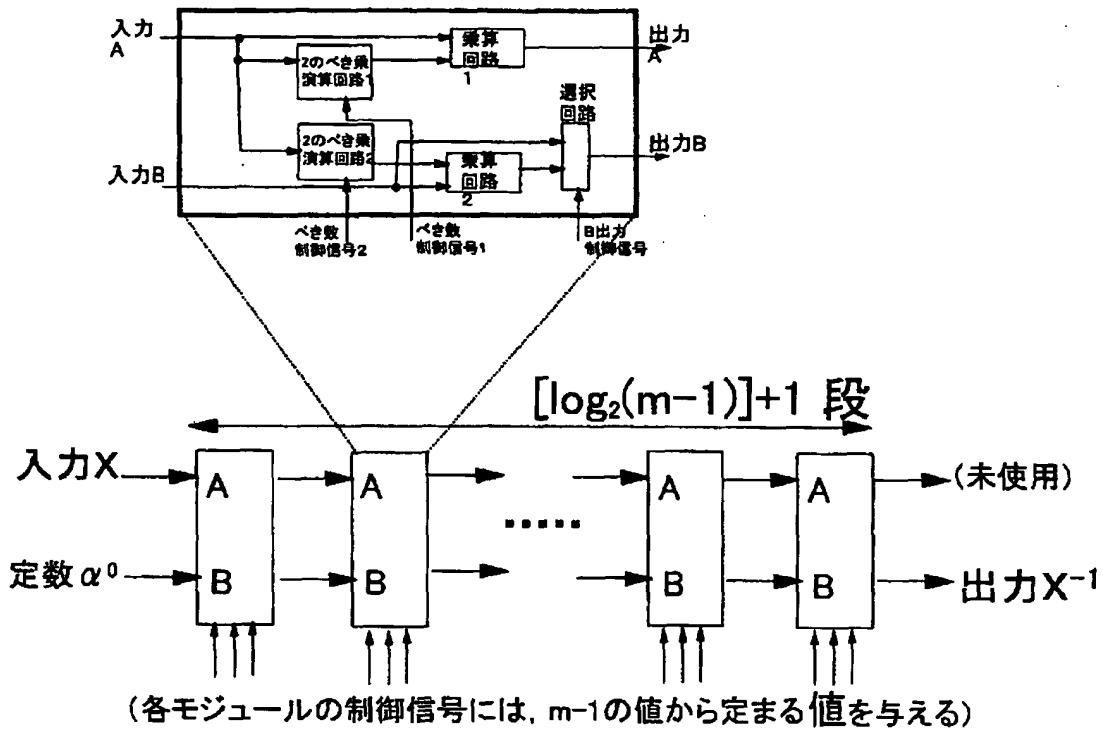 入力
A
2のべき乗
演算回路1
乗算
回路
1
出力
A
選択
回路
2のべき乗
演算回路2
乗算
回路
2
入力B
出力B
べき数
制御信号2
べき数
制御信号1
B出力
制御信号
[log₂(m−1)]+1 段
入力X
A
A
A
A
(未使用)
.....
定数α⁰
B
B
B
B
出力X⁻¹
(各モジュールの制御信号には, m-1の値から定まる値を与える)